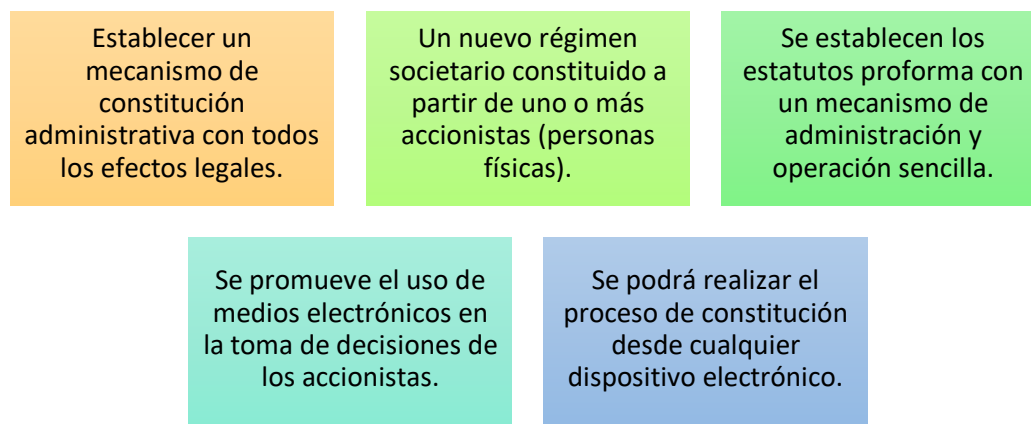 Establecer un
mecanismo de
constitución
administrativa con todos
los efectos legales.
Un nuevo régimen
societario constituido a
partir de uno o más
accionistas (personas
físicas).
Se establecen los
estatutos proforma con
un mecanismo de
administración y
operación sencilla.
Se promueve el uso de
medios electrónicos en
la toma de decisiones de
los accionistas.
Se podrá realizar el
proceso de constitución
desde cualquier
dispositivo electrónico.